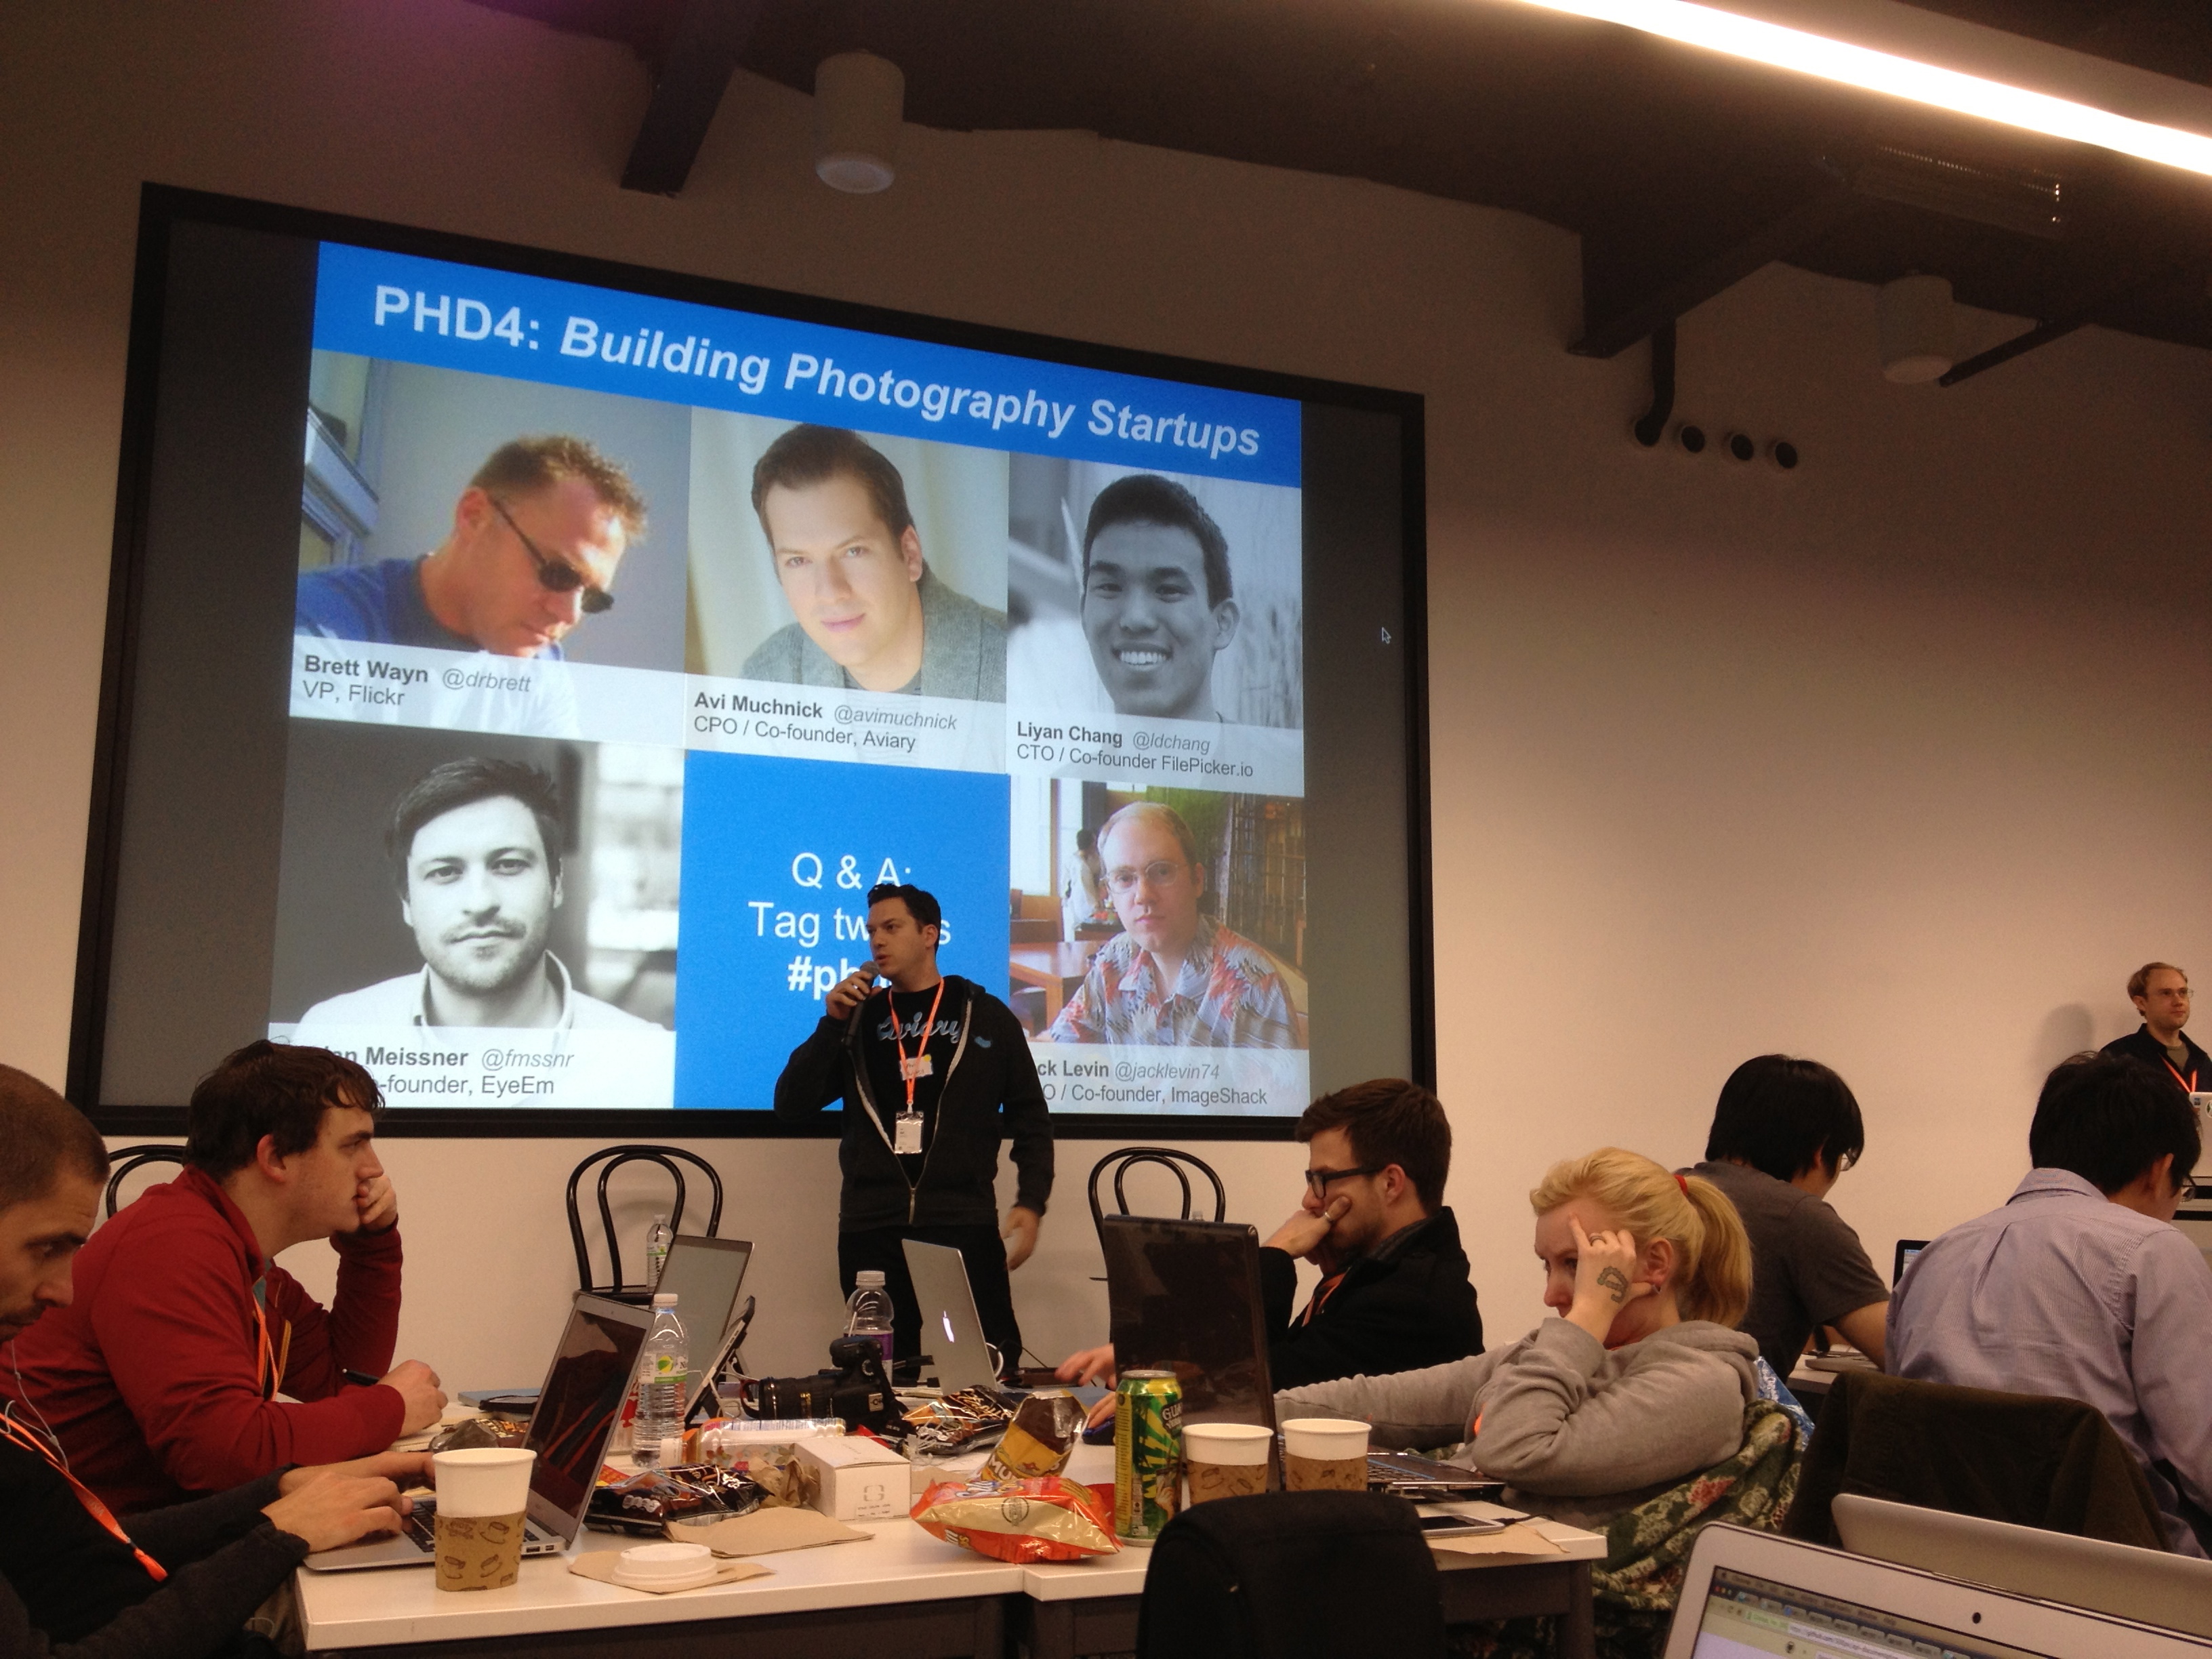 PHD4: Building Photography Startups
Brett Wayn @drbrett
VP, Flickr
Avi Muchnick @avimuchnick
CPO / Co-founder, Aviary
Liyan Chang @ldchang
CTO / Co-founder FilePicker.io
Q & A:
Tag
Meissner @fmssnr
-founder, EyeEm
ck Levin @jacklevin74
O / Co-founder, ImageShack
aviary